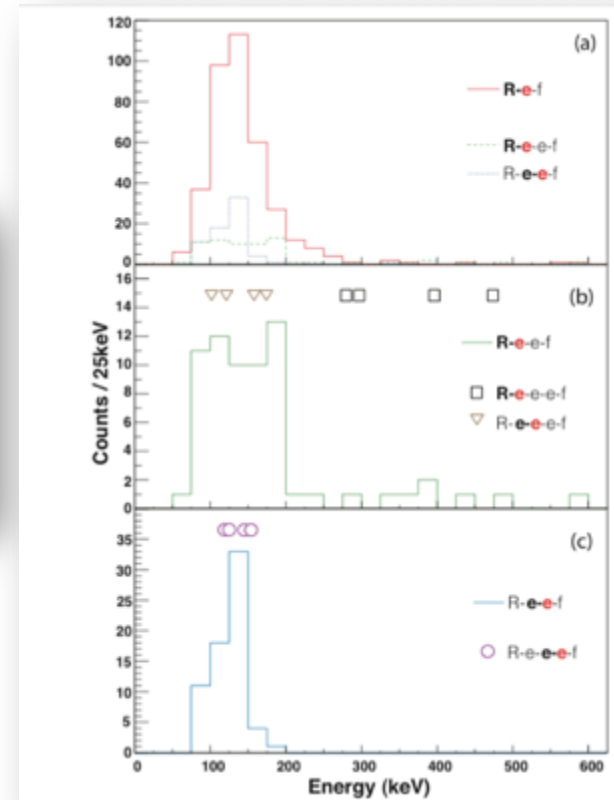 120
100
80
60
40
20
0
(a)
R-e-f
R-e-e-f
R-e-e-f
16
14
12
10
8
6
4
2
0
(b)
R-e-e-f
R-e-e-e-f
R-e-e-e-f
Counts / 25keV
35
30
25
20
15
10
5
0
(c)
R-e-e-f
R-e-e-e-f
0 100 200 300 400 500 600
Energy (keV)